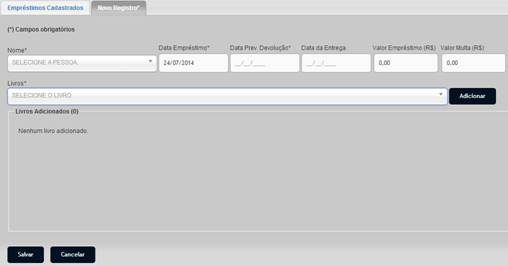 Empréstimos Cadastrados Novo Registro*
(*) Campos obrigatórios
Nome* Data Empréstimo* Data Prev. Devolução* Data da Entrega Valor Empréstimo (R$) Valor Multa (R$)
SELECIONE A PESSOA. 24/07/2014 __/__/____ __/__/____ 0,00 0,00
Livros*
SELECIONE O LIVRO. Adicionar
Livros Adicionados (0)
Nenhum livro adicionado.
Salvar Cancelar